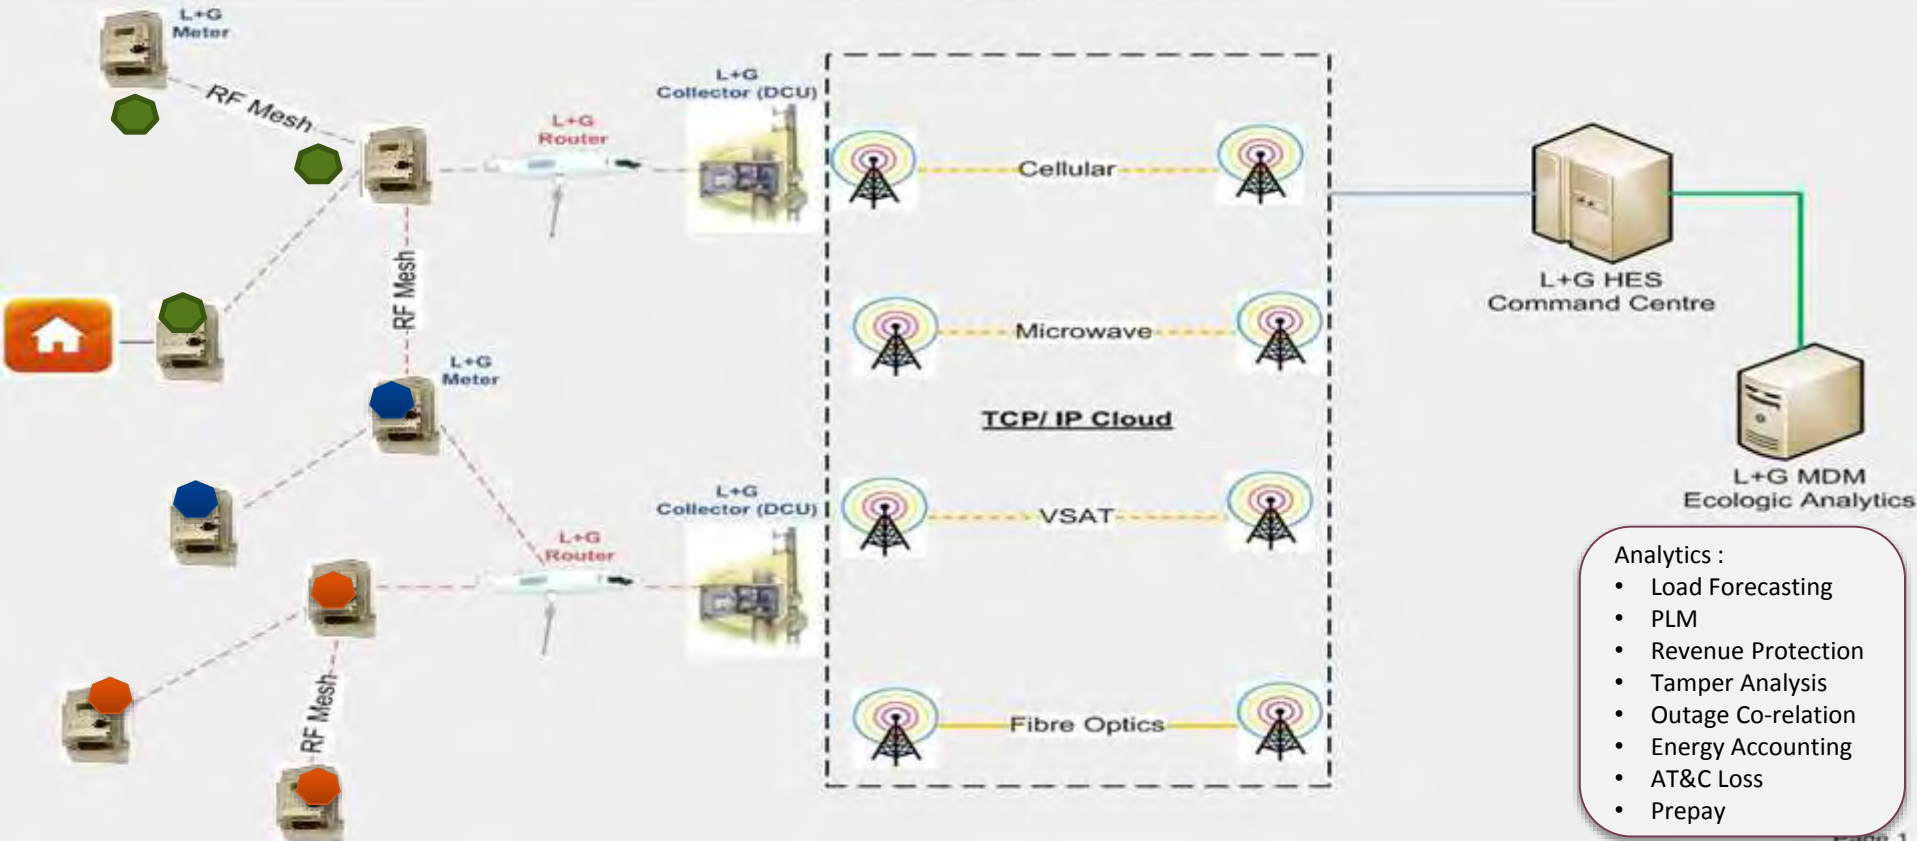 L+G
Meter
RF Mesh
L+G
Router
L+G
Collector (DCU)
RF Mesh
L+G
Meter
L+G
Router
L+G
Collector (DCU)
RF Mesh
Cellular
Microwave
TCP/ IP Cloud
VSAT
Fibre Optics
L+G HES
Command Centre
L+G MDM
Ecologic Analytics
Analytics :
• Load Forecasting
• PLM
• Revenue Protection
• Tamper Analysis
• Outage Co-relation
• Energy Accounting
• AT&C Loss
• Prepay